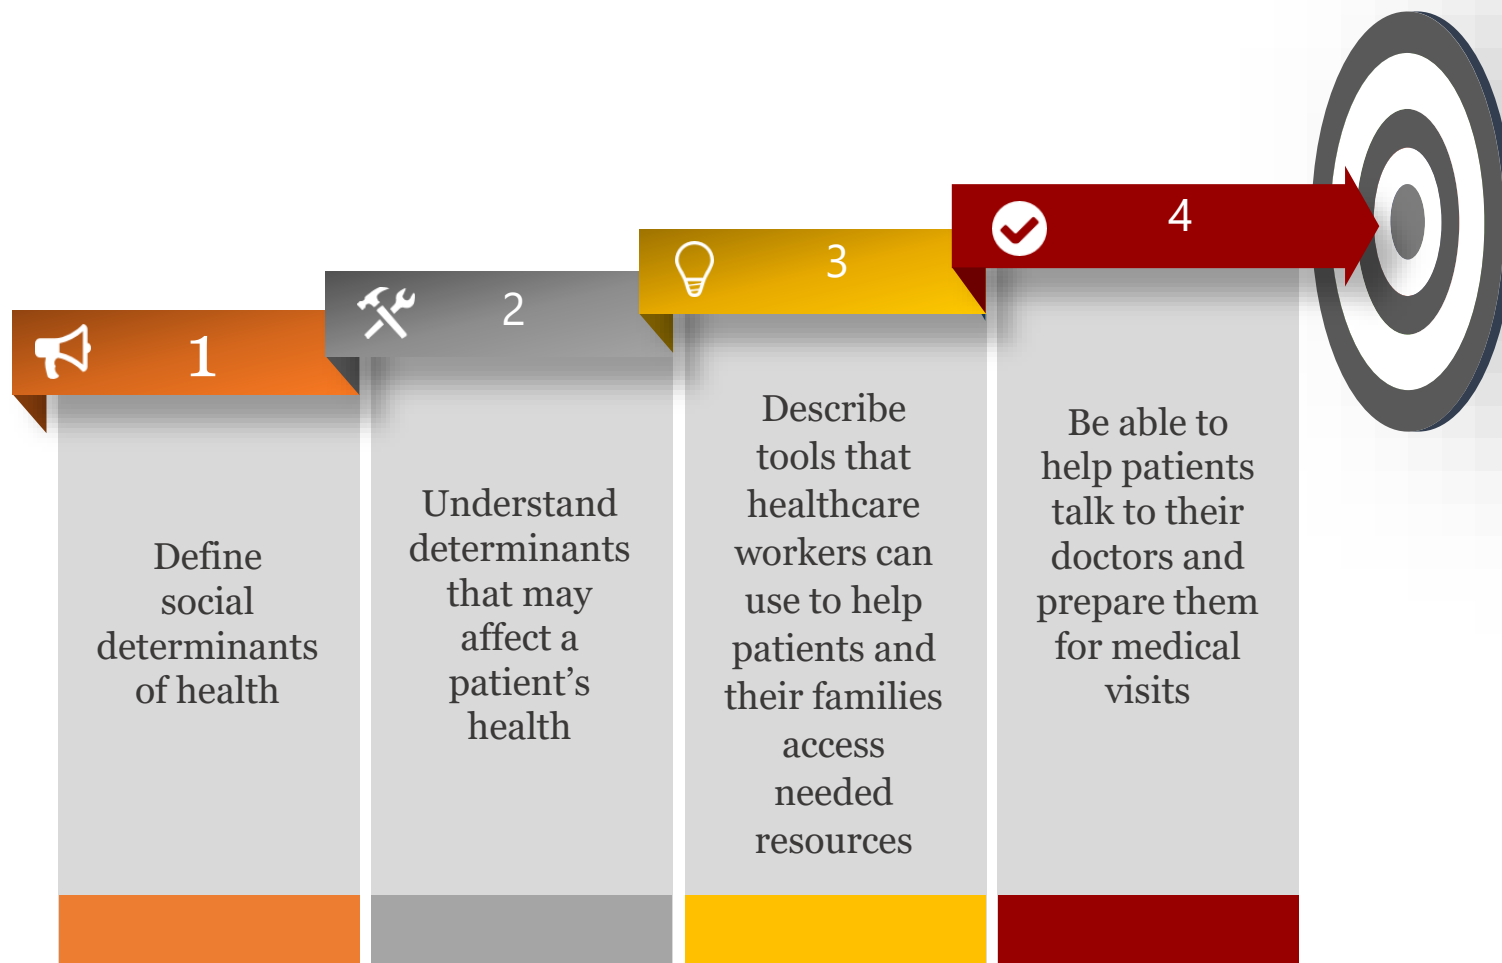 1
Define
social
determinants
of health
2
Understand
determinants
that may
affect a
patient’s
health
3
Describe
tools that
healthcare
workers can
use to help
patients and
their families
access
needed
resources
4
Be able to
help patients
talk to their
doctors and
prepare them
for medical
visits